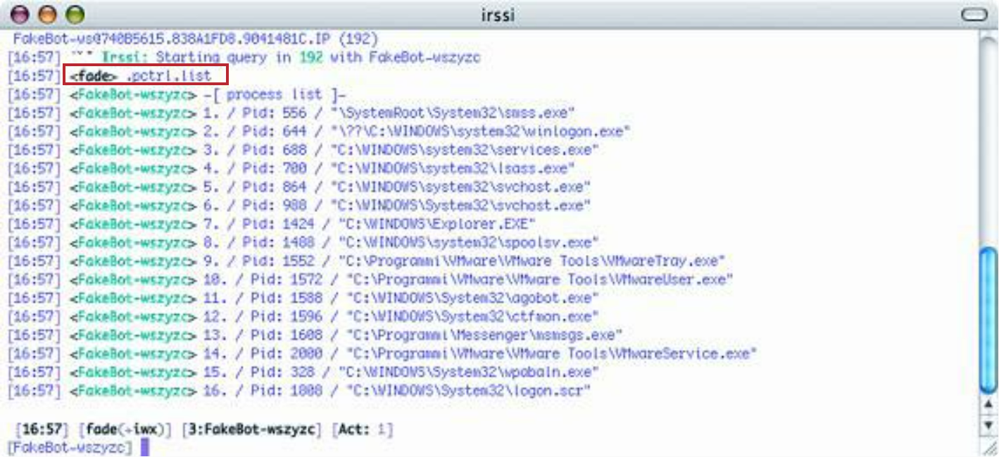 irssi
FakeBot-ws@740B5615.838A1FD8.9041481C.IP (192)
[16:57] Irssi: Starting query in 192 with FakeBot-wszyzc
[16:57] <fade> .pctrl.list
[16:57] <FakeBot-wszyzc> -[ process list ]-
[16:57] <FakeBot-wszyzc> 1. / Pid: 556 / "\SystemRoot\System32\smss.exe"
[16:57] <FakeBot-wszyzc> 2. / Pid: 644 / "\??\C:\WINDOWS\system32\winlogon.exe"
[16:57] <FakeBot-wszyzc> 3. / Pid: 688 / "C:\WINDOWS\system32\services.exe"
[16:57] <FakeBot-wszyzc> 4. / Pid: 700 / "C:\WINDOWS\system32\lsass.exe"
[16:57] <FakeBot-wszyzc> 5. / Pid: 864 / "C:\WINDOWS\system32\svchost.exe"
[16:57] <FakeBot-wszyzc> 6. / Pid: 988 / "C:\WINDOWS\System32\svchost.exe"
[16:57] <FakeBot-wszyzc> 7. / Pid: 1424 / "C:\WINDOWS\Explorer.EXE"
[16:57] <FakeBot-wszyzc> 8. / Pid: 1488 / "C:\WINDOWS\system32\spoolsv.exe"
[16:57] <FakeBot-wszyzc> 9. / Pid: 1552 / "C:\Programmi\VMware\VMware Tools\VMwareTray.exe"
[16:57] <FakeBot-wszyzc> 10. / Pid: 1572 / "C:\Programmi\VMware\VMware Tools\VMwareUser.exe"
[16:57] <FakeBot-wszyzc> 11. / Pid: 1588 / "C:\WINDOWS\System32\agobot.exe"
[16:57] <FakeBot-wszyzc> 12. / Pid: 1596 / "C:\WINDOWS\System32\ctfmon.exe"
[16:57] <FakeBot-wszyzc> 13. / Pid: 1608 / "C:\Programmi\Messenger\msmsgs.exe"
[16:57] <FakeBot-wszyzc> 14. / Pid: 2000 / "C:\Programmi\VMware\VMware Tools\VMwareService.exe"
[16:57] <FakeBot-wszyzc> 15. / Pid: 328 / "C:\WINDOWS\System32\wpabaln.exe"
[16:57] <FakeBot-wszyzc> 16. / Pid: 1808 / "C:\WINDOWS\System32\logon.scr"
[16:57] [fade(+iwx)] [3:FakeBot-wszyzc] [Act: 1]
[FakeBot-wszyzc]